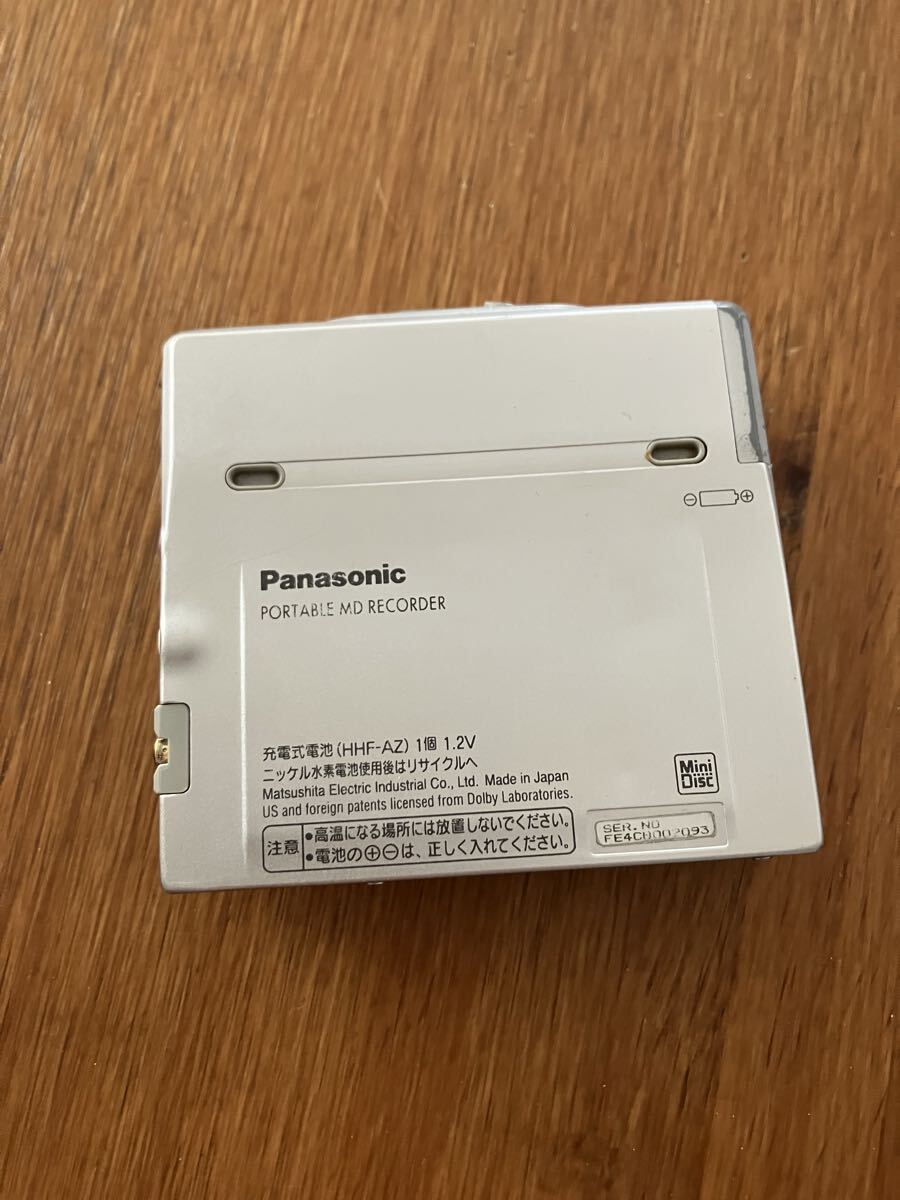 ⊖ ⊕
Panasonic
PORTABLE MD RECORDER
充電式電池(HHF-AZ)1個 1.2V
ニッケル水素電池使用後はリサイクルへ
Matsushita Electric Industrial Co., Ltd. Made in Japan
US and foreign patents licensed from Dolby Laboratories.
注意
•高温になる場所には放置しないでください。
•電池の⊕⊖は、正しく入れてください。
Mini
Disc
SER.NO